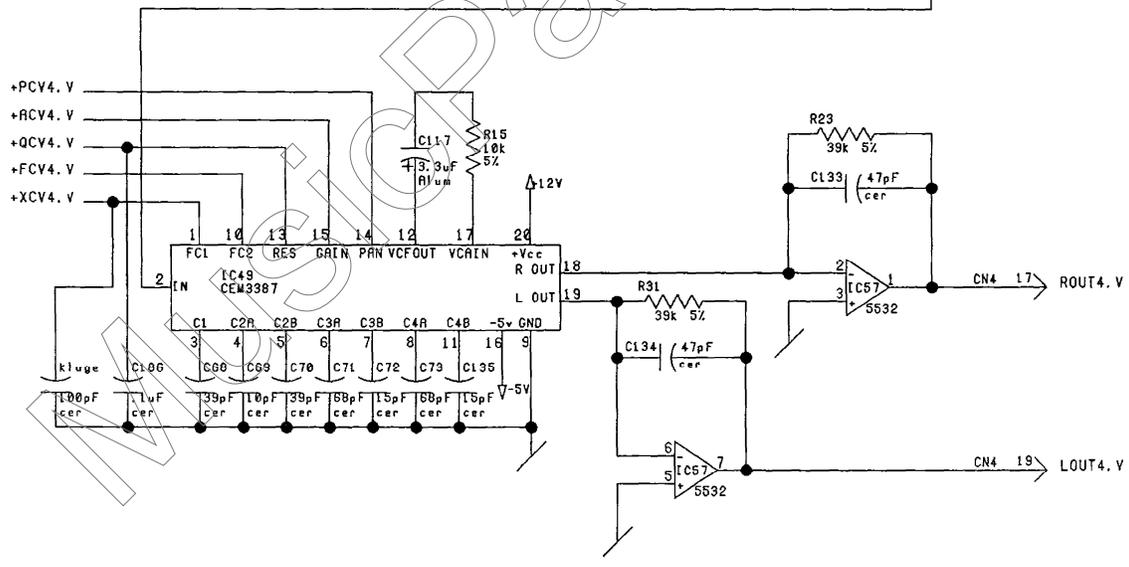 +PCV4.V
+ACV4.V
+QCV4.V
+FCV4.V
+XCV4.V
C117
3.3uF
Alum
R15
10k
5%
+12V
R23
39k 5%
C133 47pF
cer
1 10 13 15 14 12 17 20
FC1 FC2 RES GAIN PAN VCFOUT VCAIN +Vcc
2 IN
IC49
CEM3387
R OUT 18
L OUT 19
C1 C2A C2B C3A C3B C4A C4B -5v GND
3 4 5 6 7 8 11 16 9
R31
39k 5%
C134 47pF
cer
2 -
3 +
IC57
1
5532
CN4 17
ROUT4.V
kluge
100pF
cer
C106
.1uF
cer
C68
39pF
cer
C69
10pF
cer
C70
39pF
cer
C71
68pF
cer
C72
15pF
cer
C73
68pF
cer
C135
15pF
cer
-5V
6 -
5 +
IC57
7
5532
CN4 19
LOUT4.V